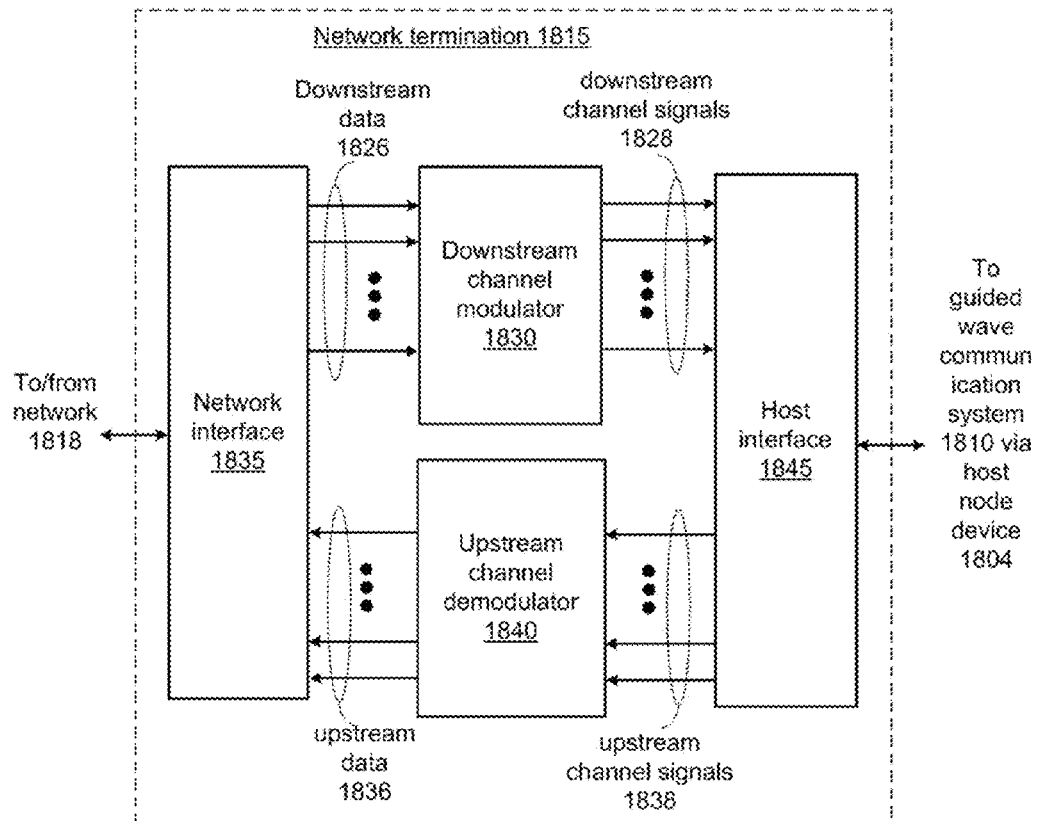 Network termination 1815
Downstream
data
1826
downstream
channel signals
1828
Downstream
channel
modulator
1830
To/from
network
1818
Network
interface
1835
Host
interface
1845
To
guided
wave
commun
ication
system
1810 via
host
node
device
1804
Upstream
channel
demodulator
1840
upstream
data
1836
upstream
channel signals
1838